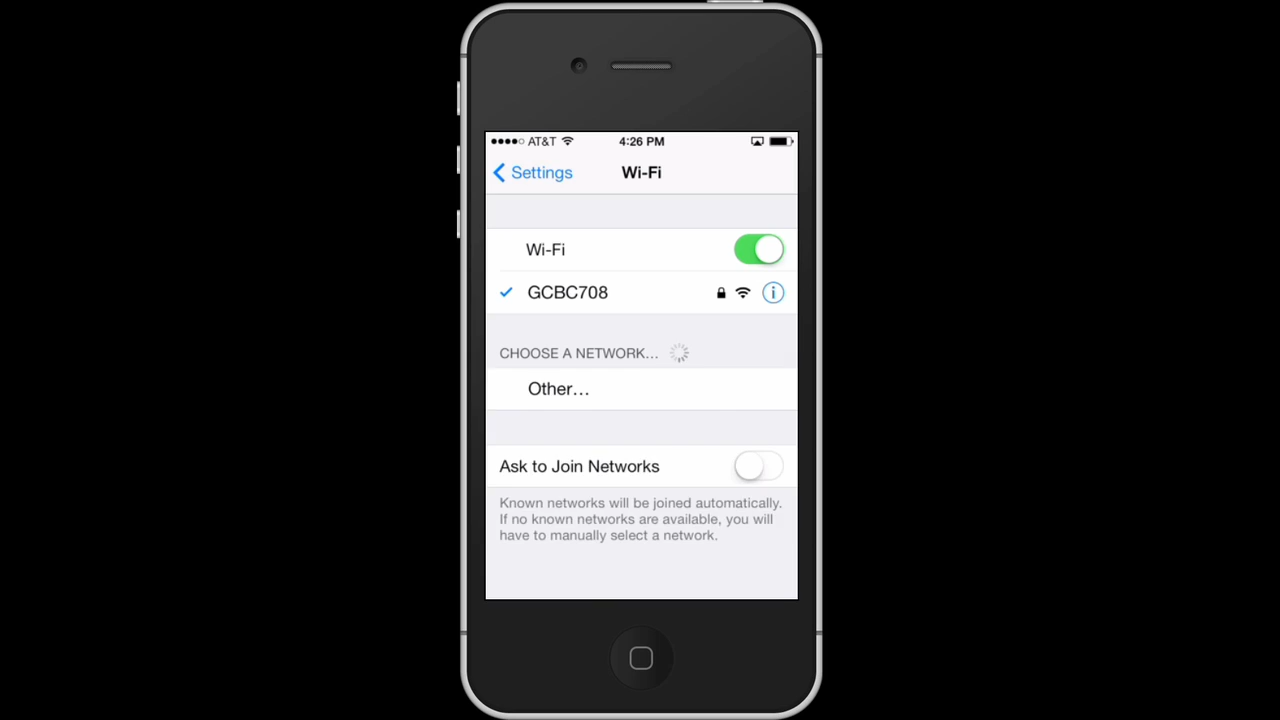 AT&T 4:26 PM
Settings Wi-Fi
Wi-Fi
GCBC708
CHOOSE A NETWORK...
Other...
Ask to Join Networks
Known networks will be joined automatically.
If no known networks are available, you will
have to manually select a network.